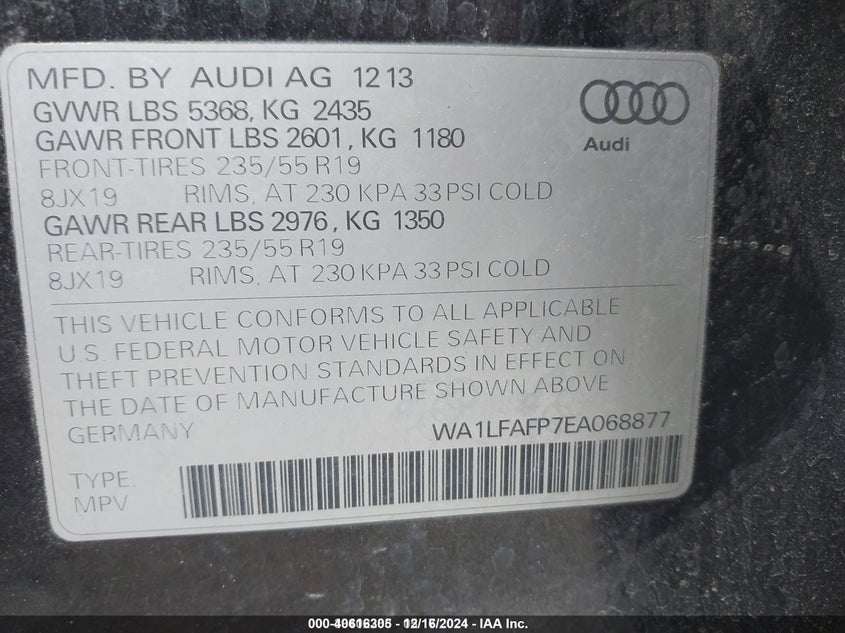 MFD. BY AUDI AG 12 13
GVWR LBS 5368, KG 2435
GAWR FRONT LBS 2601, KG 1180
FRONT-TIRES 235/55 R19
8JX19 RIMS, AT 230 KPA 33 PSI COLD
GAWR REAR LBS 2976, KG 1350
REAR-TIRES 235/55 R19
8JX19 RIMS, AT 230 KPA 33 PSI COLD
Audi
THIS VEHICLE CONFORMS TO ALL APPLICABLE
U.S. FEDERAL MOTOR VEHICLE SAFETY AND
THEFT PREVENTION STANDARDS IN EFFECT ON
THE DATE OF MANUFACTURE SHOWN ABOVE
GERMANY WA1LFAFP7EA068877
TYPE:
MPV
- IAA Inc.